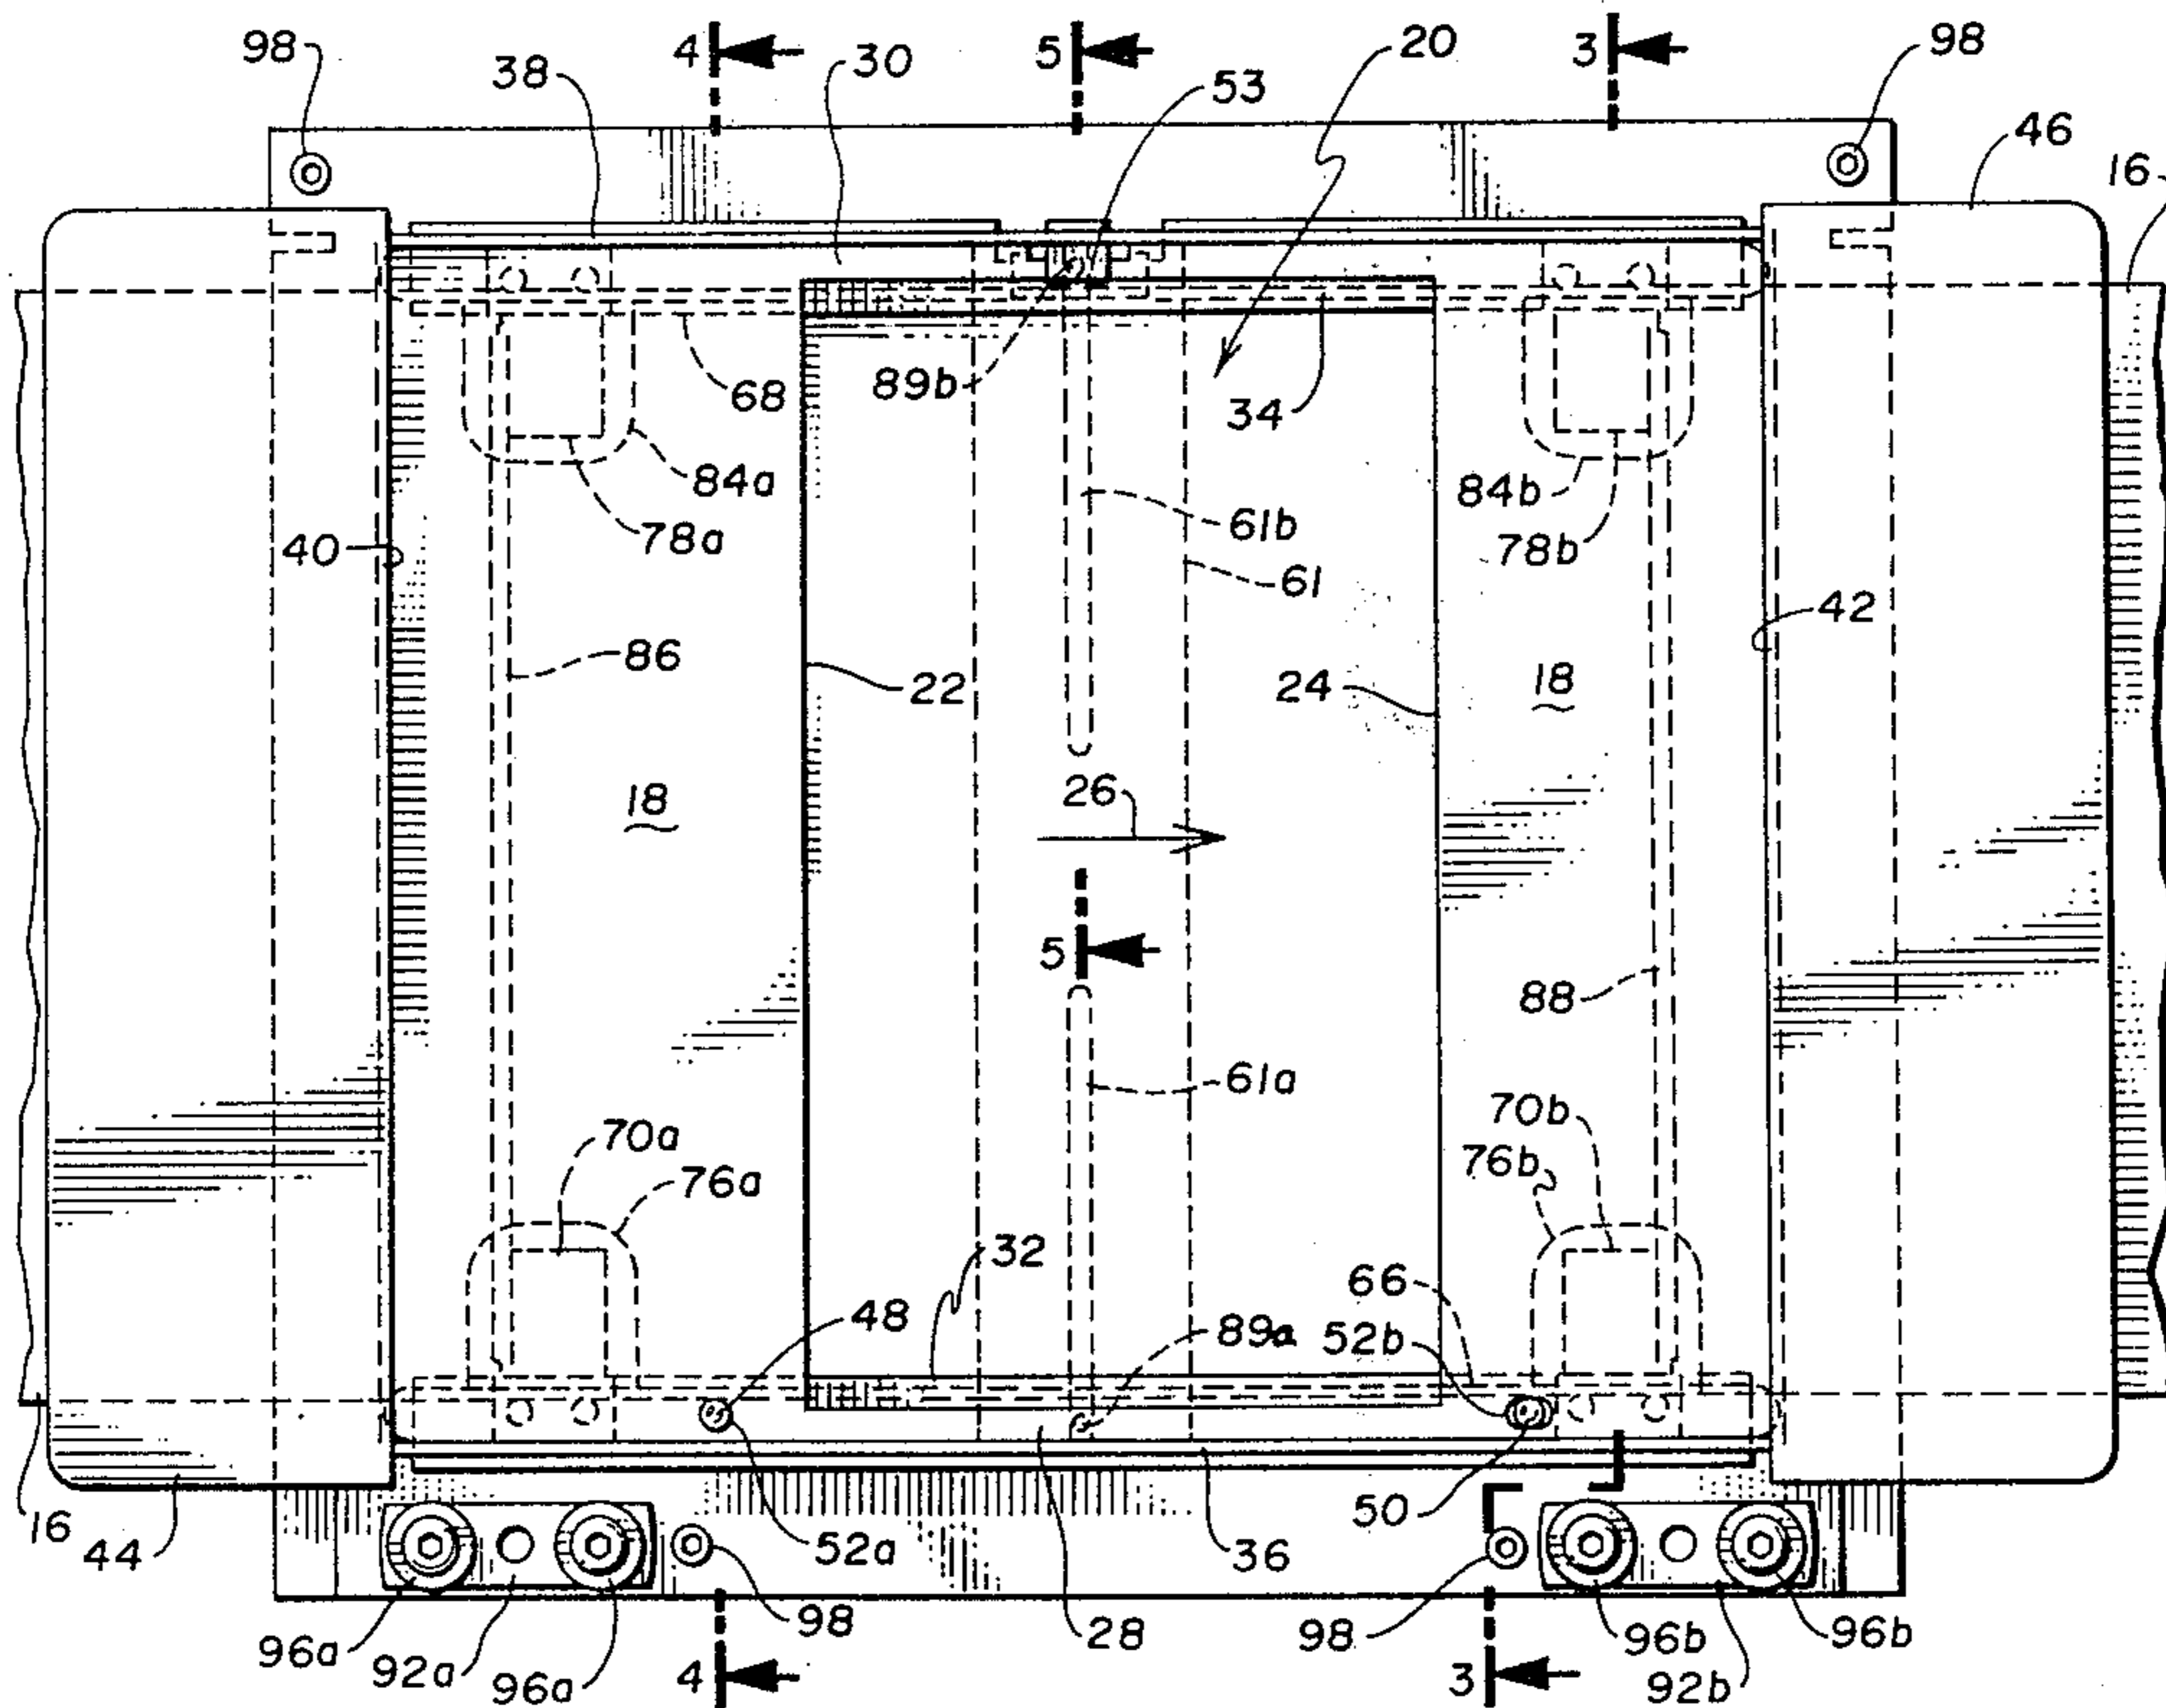 98 38 4 30 5 53 20 3 98
46
16
89b 34
68
84a 84b
78a 61b 78b
40 61
86 42
22 24 18
18 26
5 88
61a
70a 70b
76a 76b
32 66
48 89a 52b
16 44 52a 36 50
98 28 98
96a 92a 96a 96b 92b 96b
4 3